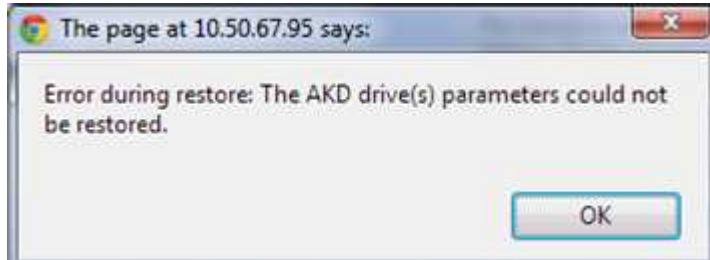 The page at 10.50.67.95 says:
Error during restore: The AKD drive(s) parameters could not
be restored.
OK